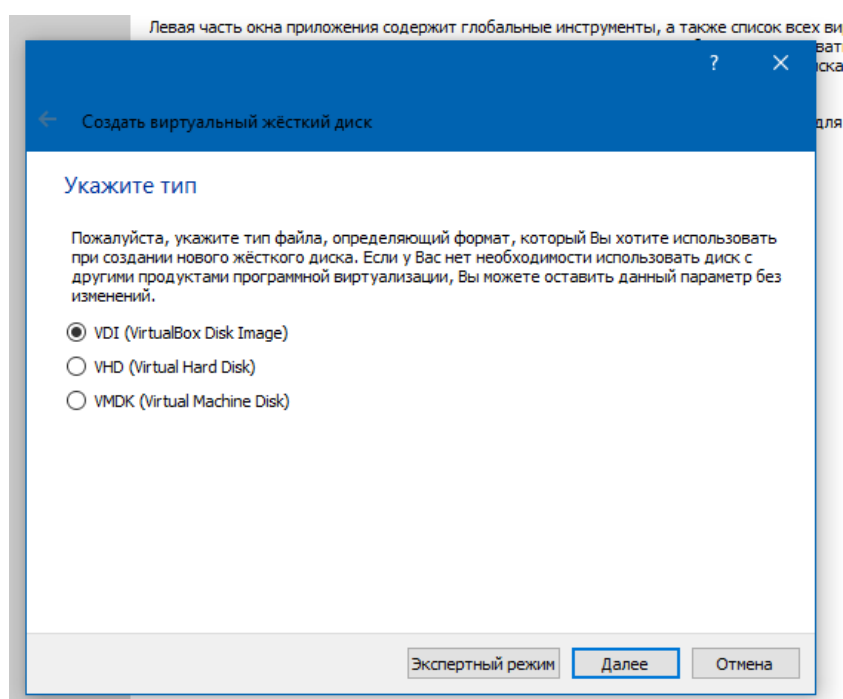 Левая часть окна приложения содержит глобальные инструменты, а также список всех
?
иска
Создать виртуальный жёсткий диск
для
Укажите тип
Пожалуйста, укажите тип файла, определяющий формат, который Вы хотите использовать
при создании нового жёсткого диска. Если у Вас нет необходимости использовать диск с
другими продуктами программной виртуализации, Вы можете оставить данный параметр без
изменений.
VDI (VirtualBox Disk Image)
VHD (Virtual Hard Disk)
VMDK (Virtual Machine Disk)
Экспертный режим Далее Отмена